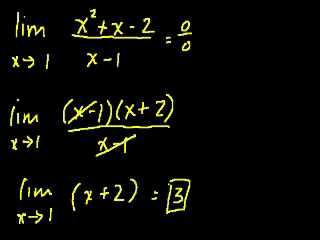 lim x→1 (x² + x - 2)/(x - 1) = 0/0
lim x→1 (x-1)(x+2)/(x-1)
lim x→1 (x+2) = 3